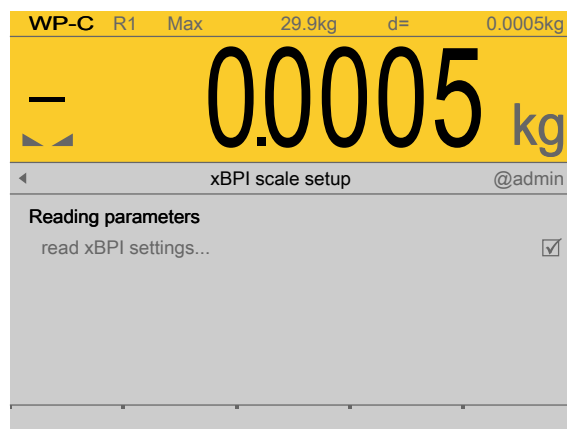 WP-C R1 Max 29.9kg d= 0.0005kg
– 0.0005 kg
xBPI scale setup @admin
Reading parameters
read xBPI settings...